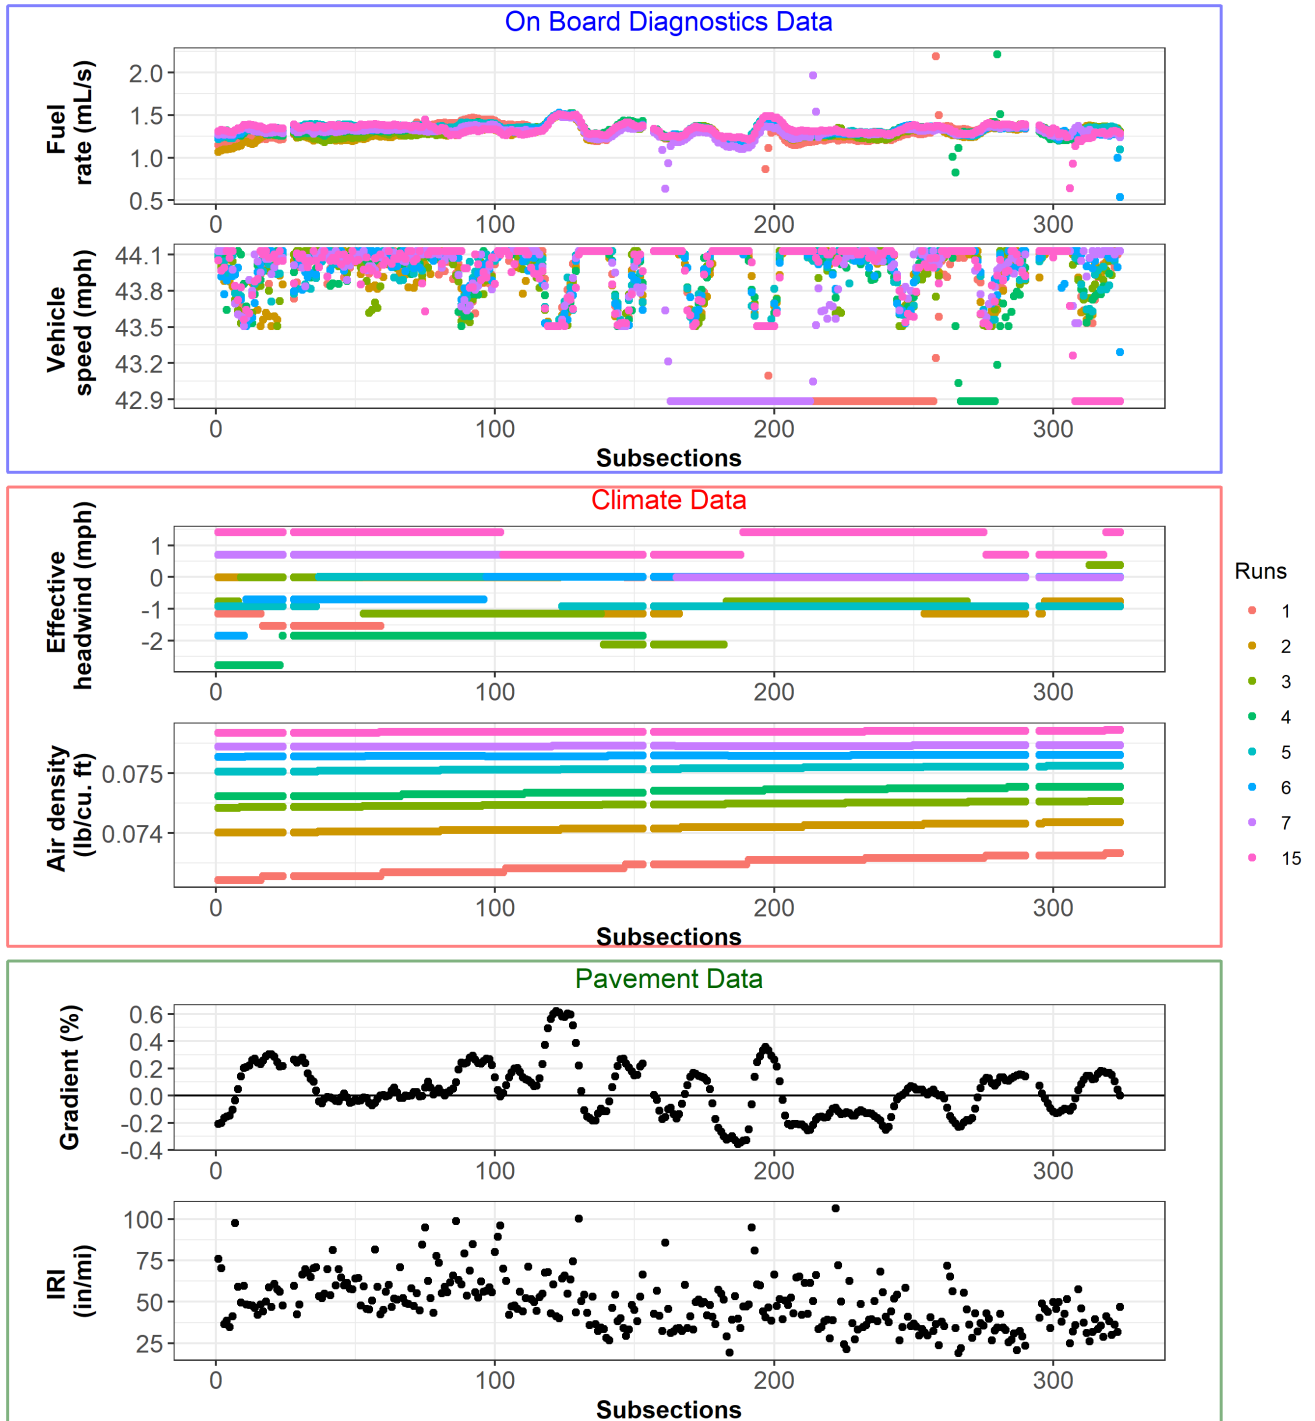 On Board Diagnostics Data
Fuel
rate (mL/s)
2.0
1.5
1.0
0.5
0 100 200 300
Vehicle
speed (mph)
44.1
43.8
43.5
43.2
42.9
0 100 200 300
Subsections
Climate Data
Effective
headwind (mph)
1
0
-1
-2
0 100 200 300
Air density
(lb/cu. ft)
0.075
0.074
0 100 200 300
Subsections
Runs
1
2
3
4
5
6
7
15
Pavement Data
Gradient (%)
0.6
0.4
0.2
0.0
-0.2
-0.4
0 100 200 300
IRI
(in/mi)
100
75
50
25
0 100 200 300
Subsections